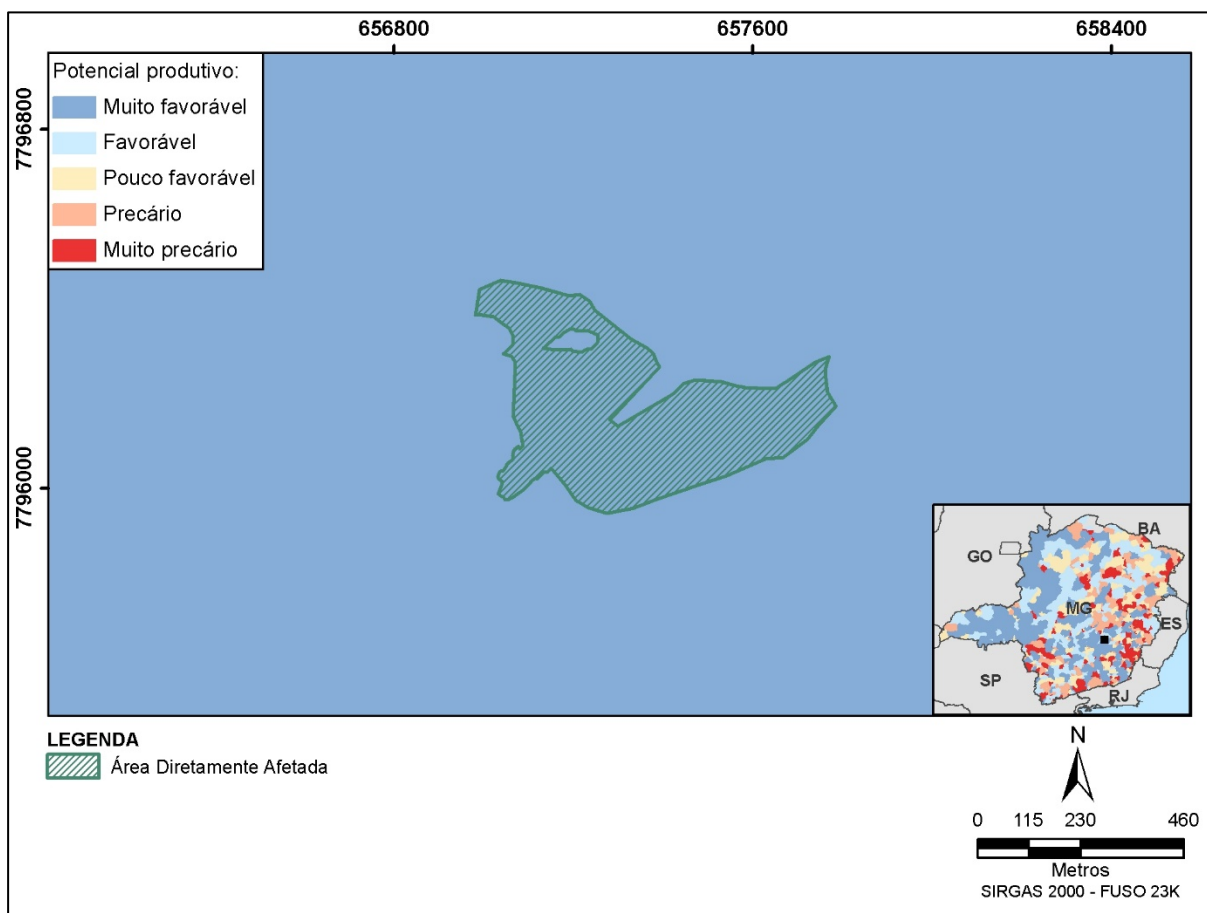 656800
657600
658400
7796800
7796000
Potencial produtivo:
Muito favorável
Favorável
Pouco favorável
Precário
Muito precário
BA
GO
MG
ES
SP
RJ
LEGENDA
Área Diretamente Afetada
N
0 115 230 460
Metros
SIRGAS 2000 - FUSO 23K